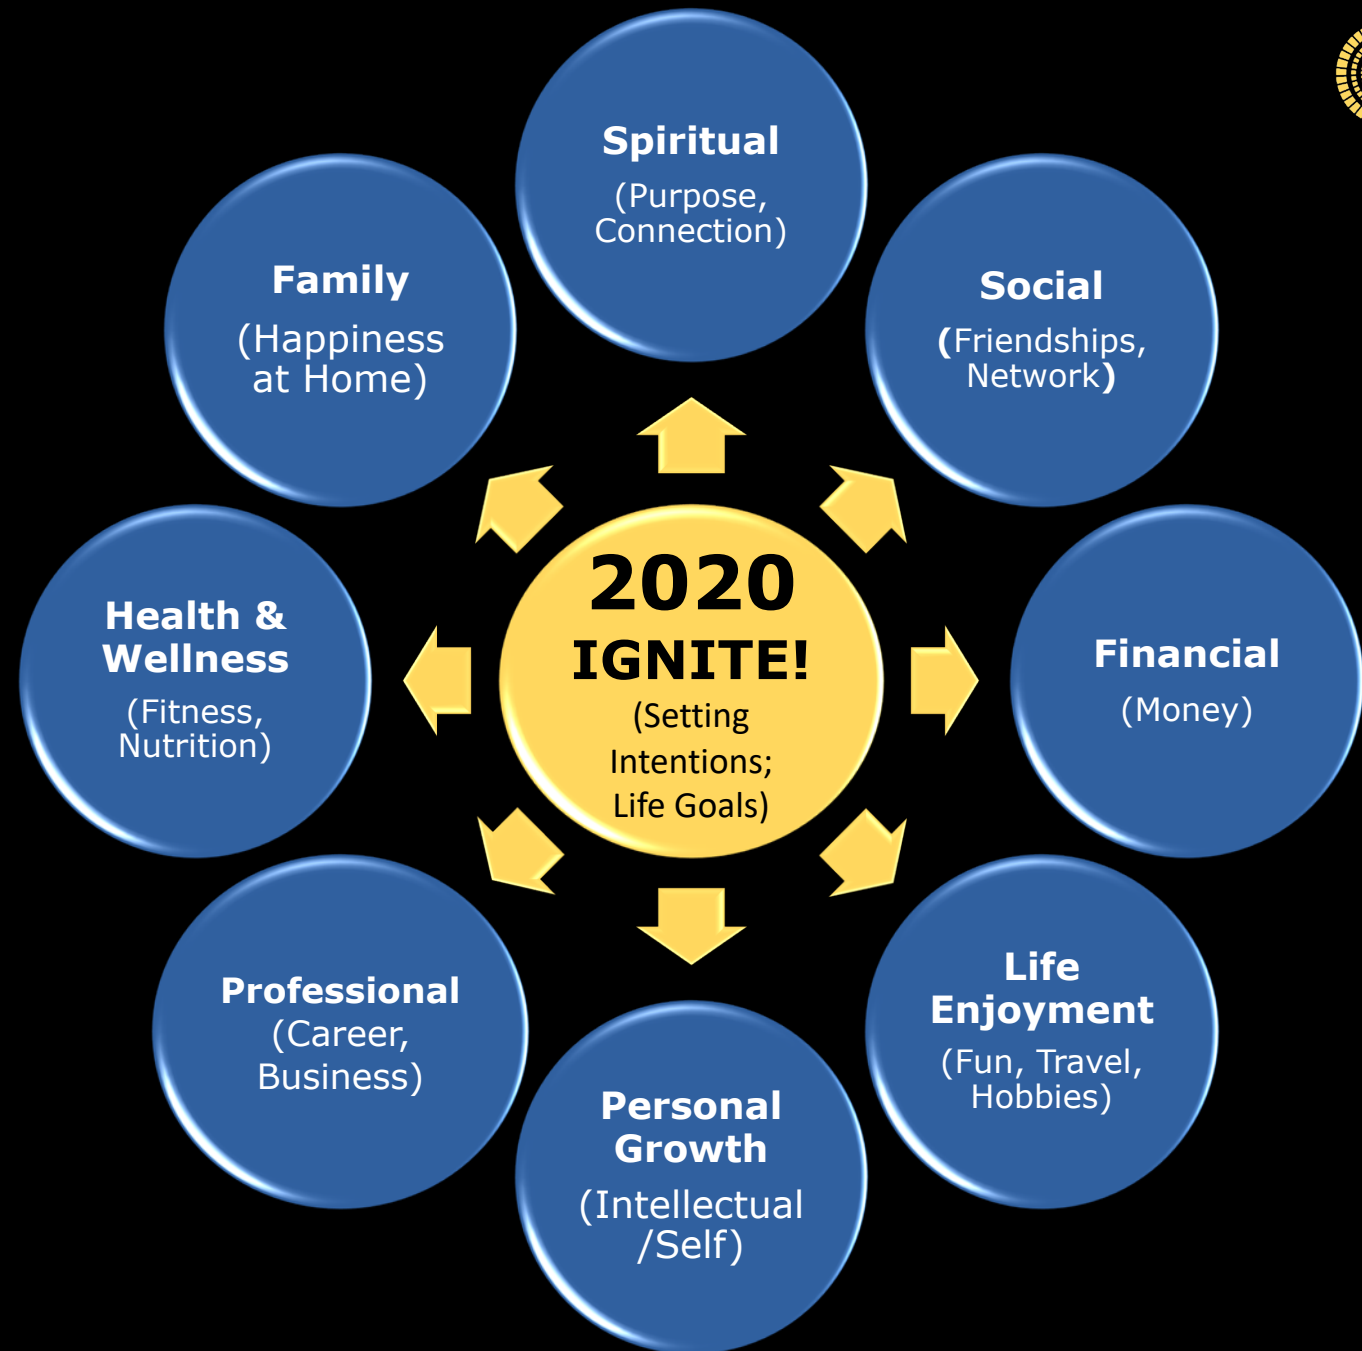 Spiritual
(Purpose,
Connection)
Social
(Friendships,
Network)
Financial
(Money)
Life
Enjoyment
(Fun, Travel,
Hobbies)
Personal
Growth
(Intellectual
/Self)
Professional
(Career,
Business)
Health &
Wellness
(Fitness,
Nutrition)
Family
(Happiness
at Home)
2020
IGNITE!
(Setting
Intentions;
Life Goals)